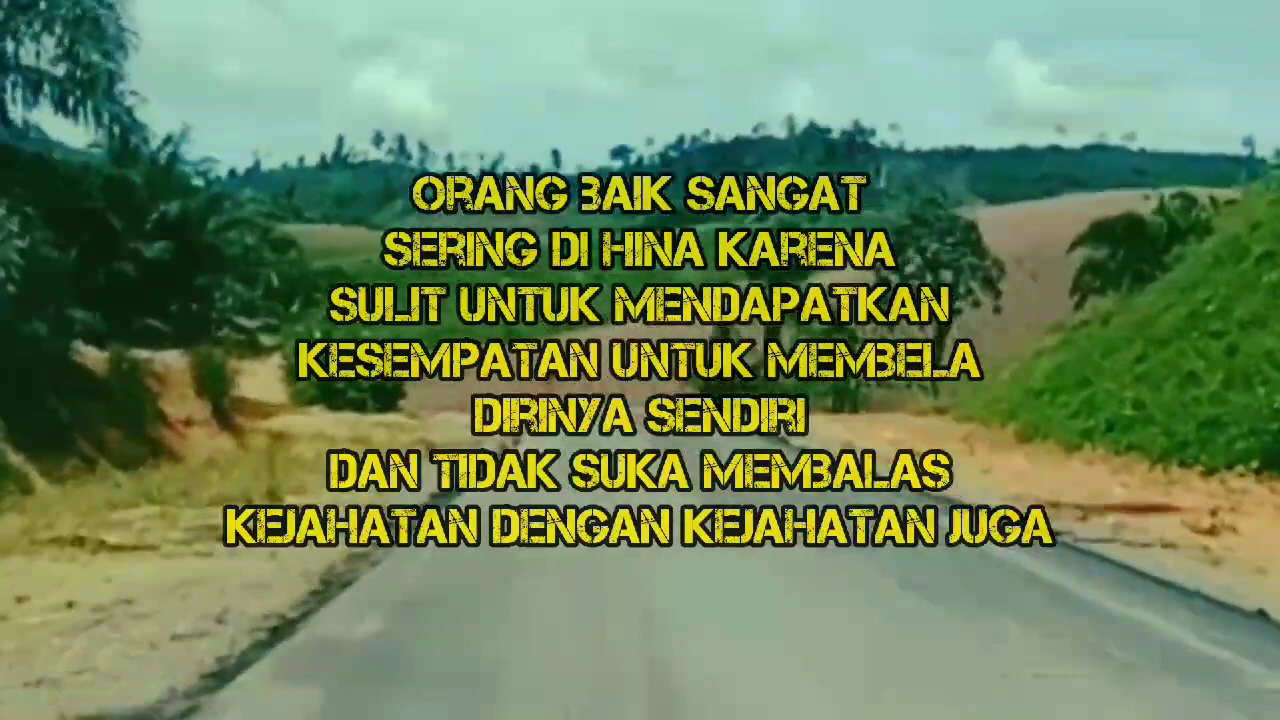 ORANG BAIK SANGAT
SERING DI HINA KARENA
SULIT UNTUK MENDAPATKAN
KESEMPATAN UNTUK MEMBELA
DIRINYA SENDIRI
DAN TIDAK SUKA MEMBALAS
KEJAHATAN DENGAN KEJAHATAN JUGA